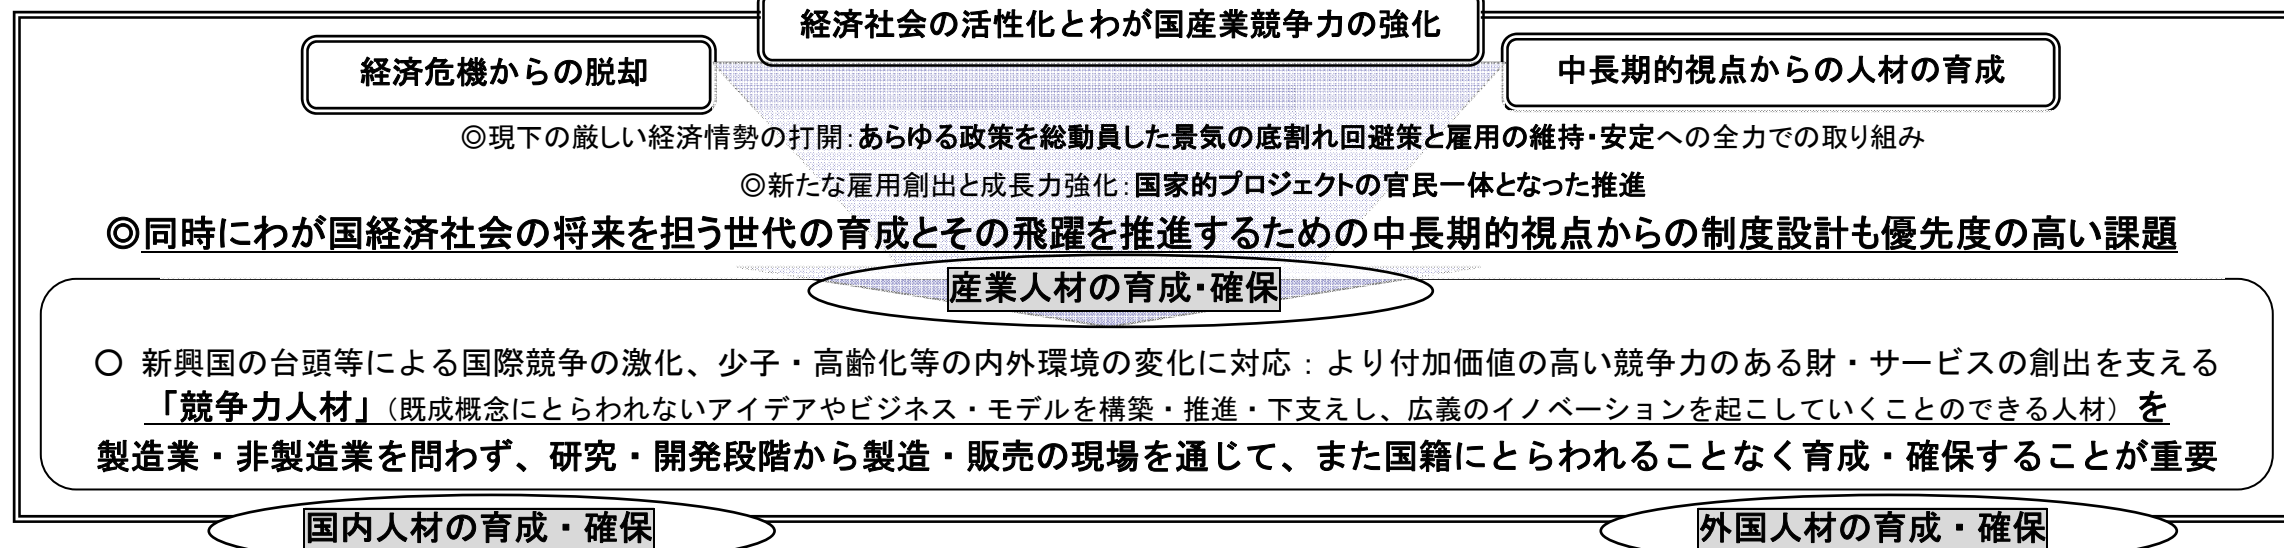 経済社会の活性化とわが国産業競争力の強化
経済危機からの脱却
中長期的視点からの人材の育成
◎現下の厳しい経済情勢の打開：あらゆる政策を総動員した景気の底割れ回避策と雇用の維持・安定への全力での取り組み
◎新たな雇用創出と成長力強化：国家的プロジェクトの官民一体となった推進
◎同時にわが国経済社会の将来を担う世代の育成とその飛躍を推進するための中長期的視点からの制度設計も優先度の高い課題
産業人材の育成・確保
○ 新興国の台頭等による国際競争の激化、少子・高齢化等の内外環境の変化に対応：より付加価値の高い競争力のある財・サービスの創出を支える
「競争力人材」（既成概念にとらわれないアイデアやビジネス・モデルを構築・推進・下支えし、広義のイノベーションを起こしていくことのできる人材）を
製造業・非製造業を問わず、研究・開発段階から製造・販売の現場を通じて、また国籍にとらわれることなく育成・確保することが重要
国内人材の育成・確保
外国人材の育成・確保